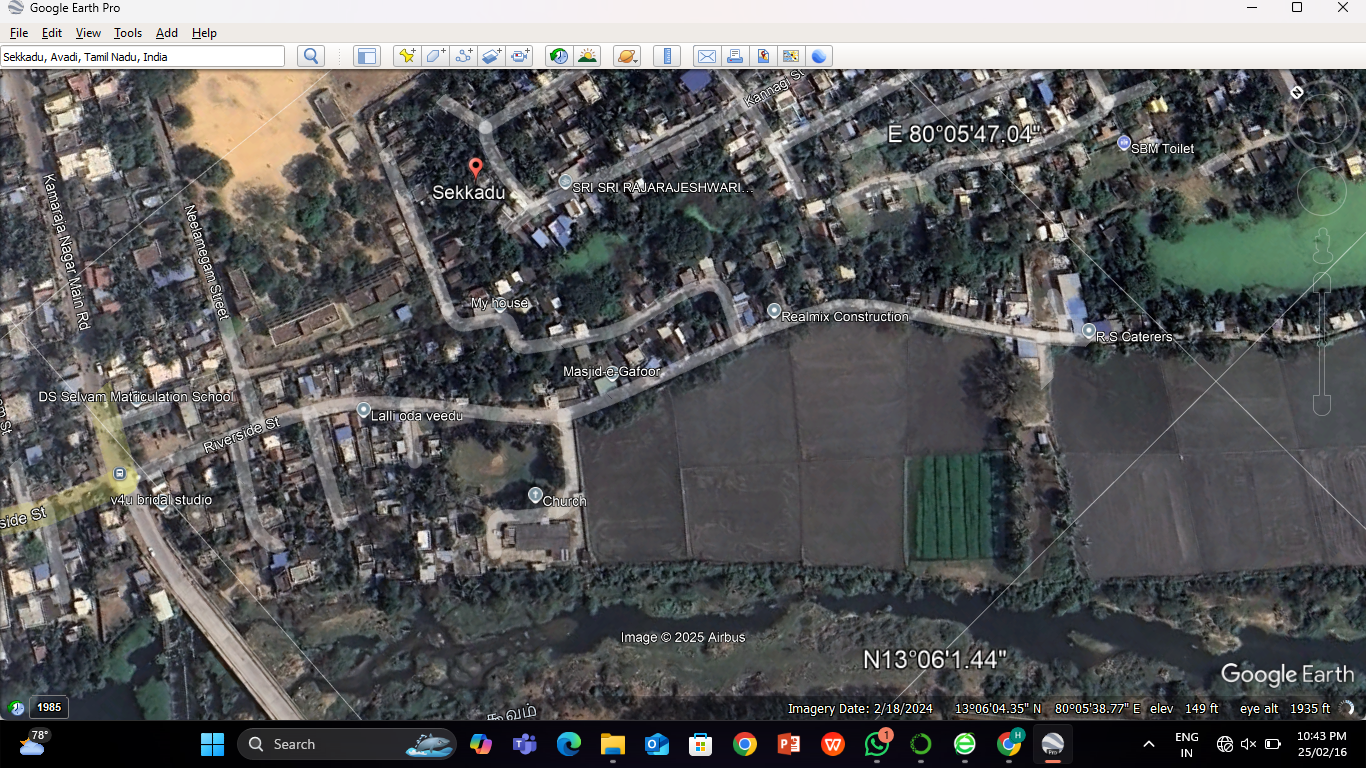 Google Earth Pro
File Edit View Tools Add Help
Sekkadu, Avadi, Tamil Nadu, India
Kannagi St
E 80°05'47.04"
SBM Toilet
Sekkadu
SRI SRI RAJARAJESHWARI...
N
Kamaraja Nagar Main Rd
Neelamegam Street
My house
Realmix Construction
R.S Caterers
Masjid-e-Gafoor
DS Selvam Matriculation School
Lalli oda veedu
Riverside St
v4u bridal studio
Church
side St
Image © 2025 Airbus
N13°06'1.44"
Google Earth
கூவம்
1985
Imagery Date: 2/18/2024 13°06'04.35" N 80°05'38.77" E elev 149 ft eye alt 1935 ft
78°
Search
1
H
ENG
IN
10:43 PM
25/02/16